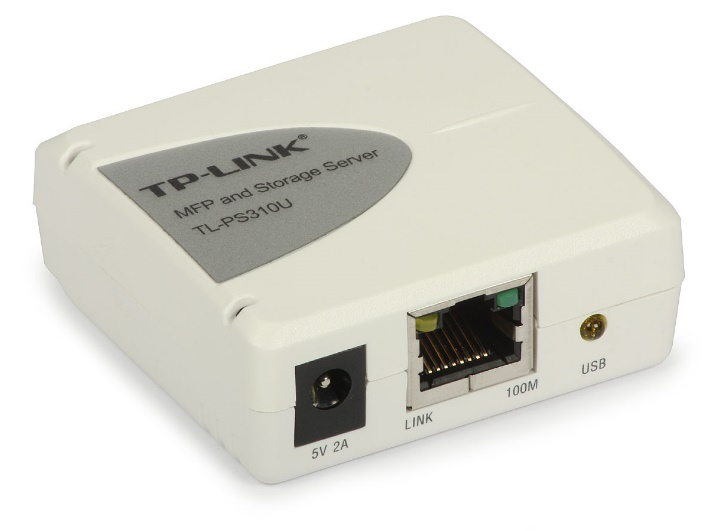 TP-LINK®
MFP and Storage Server
TL-PS310U
5V 2A
LINK
100M
USB